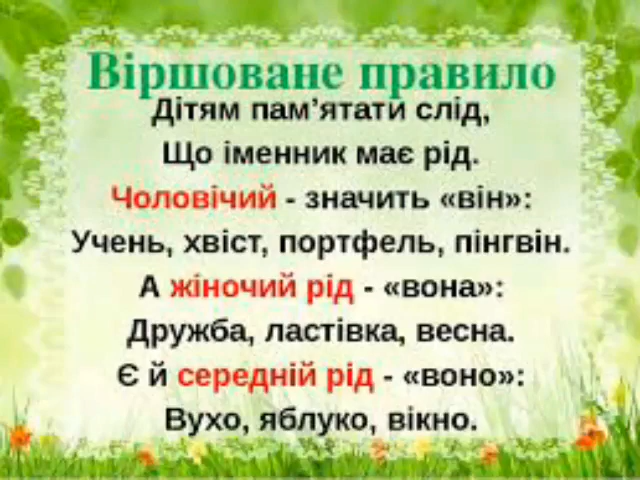 Віршоване правило
Дітям пам’ятати слід,
Що іменник має рід.
Чоловічий - значить «він»:
Учень, хвіст, портфель, пінгвін.
А жіночий рід - «вона»:
Дружба, ластівка, весна.
Є й середній рід - «воно»:
Вухо, яблуко, вікно.